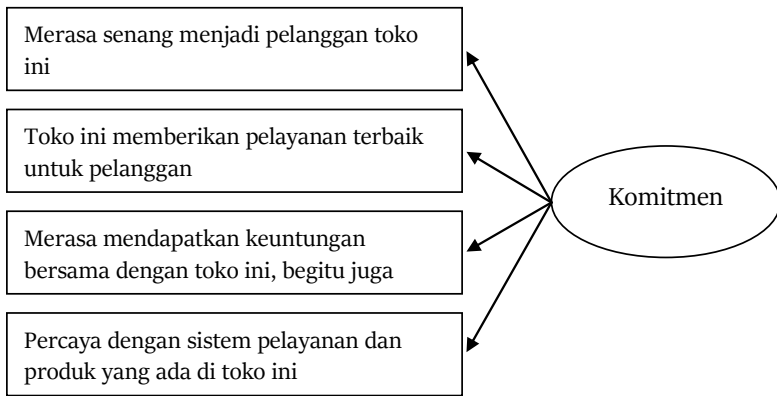 Merasa senang menjadi pelanggan toko
ini
Toko ini memberikan pelayanan terbaik
untuk pelanggan
Merasa mendapatkan keuntungan
bersama dengan toko ini, begitu juga
Percaya dengan sistem pelayanan dan
produk yang ada di toko ini
Komitmen